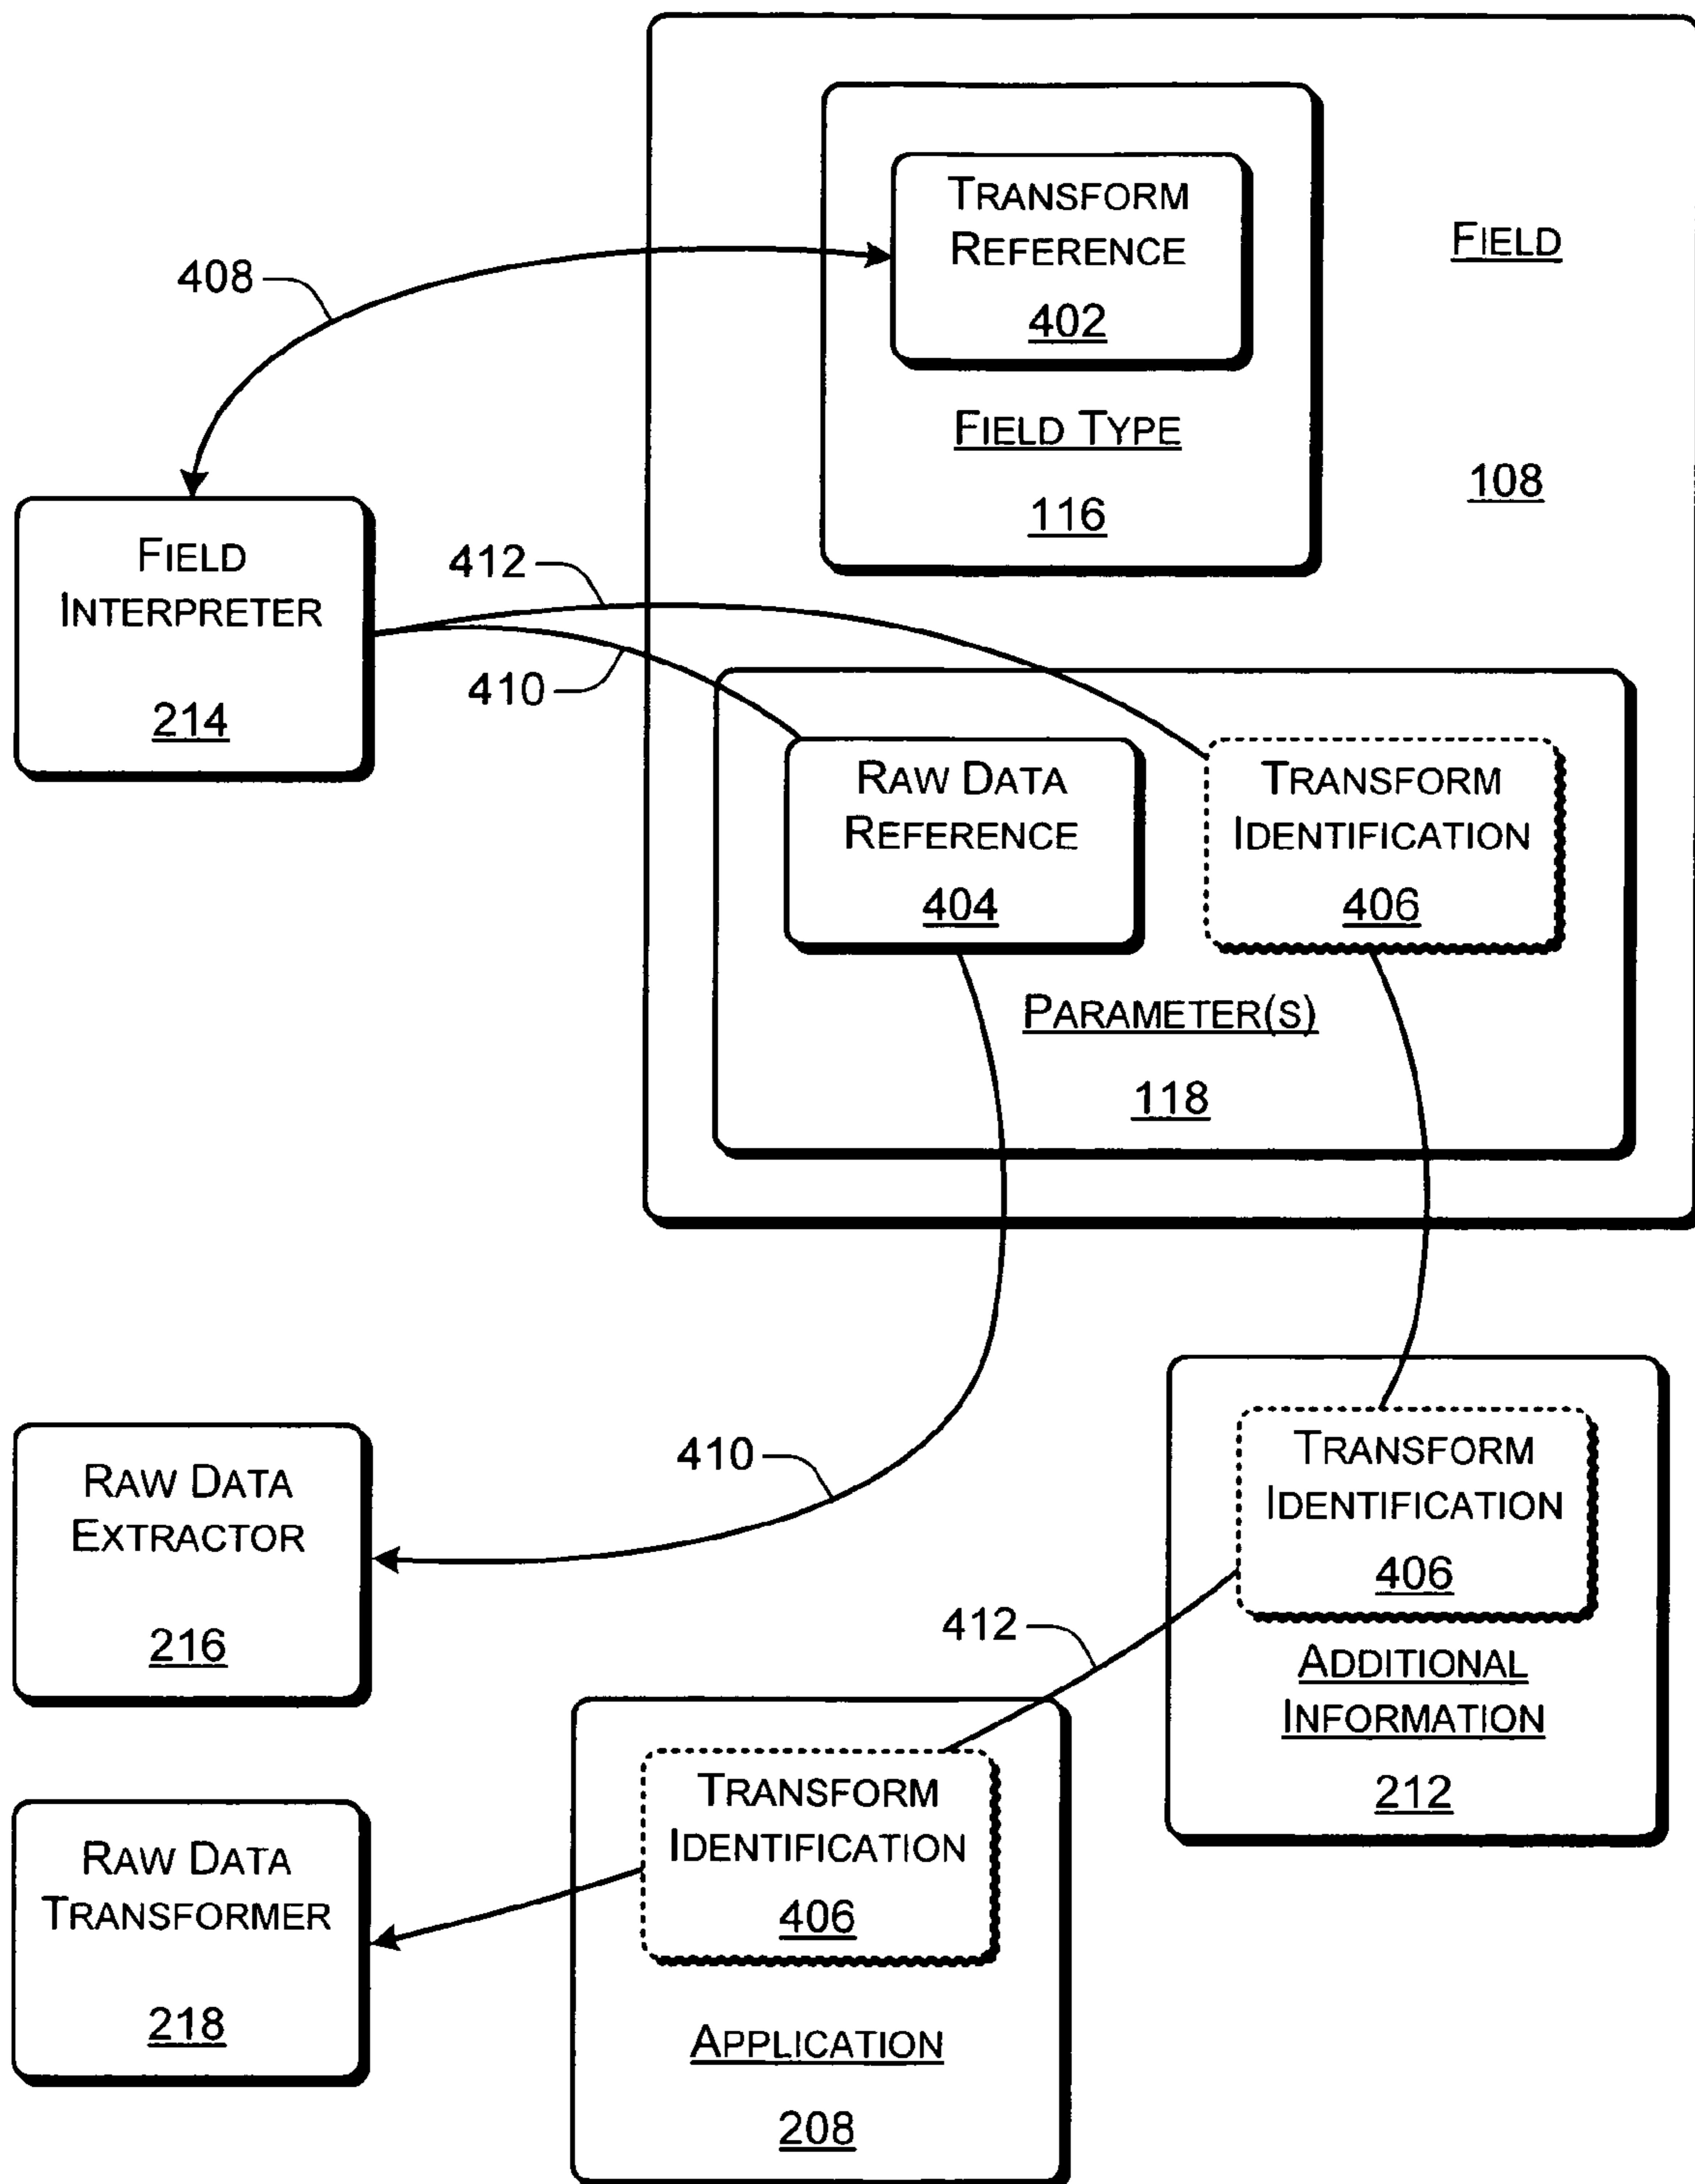 TRANSFORM
REFERENCE
402
FIELD TYPE
116
FIELD
108
408
FIELD
INTERPRETER
214
412
410
RAW DATA
REFERENCE
404
TRANSFORM
IDENTIFICATION
406
PARAMETER(S)
118
410
RAW DATA
EXTRACTOR
216
TRANSFORM
IDENTIFICATION
406
ADDITIONAL
INFORMATION
212
412
TRANSFORM
IDENTIFICATION
406
APPLICATION
208
RAW DATA
TRANSFORMER
218